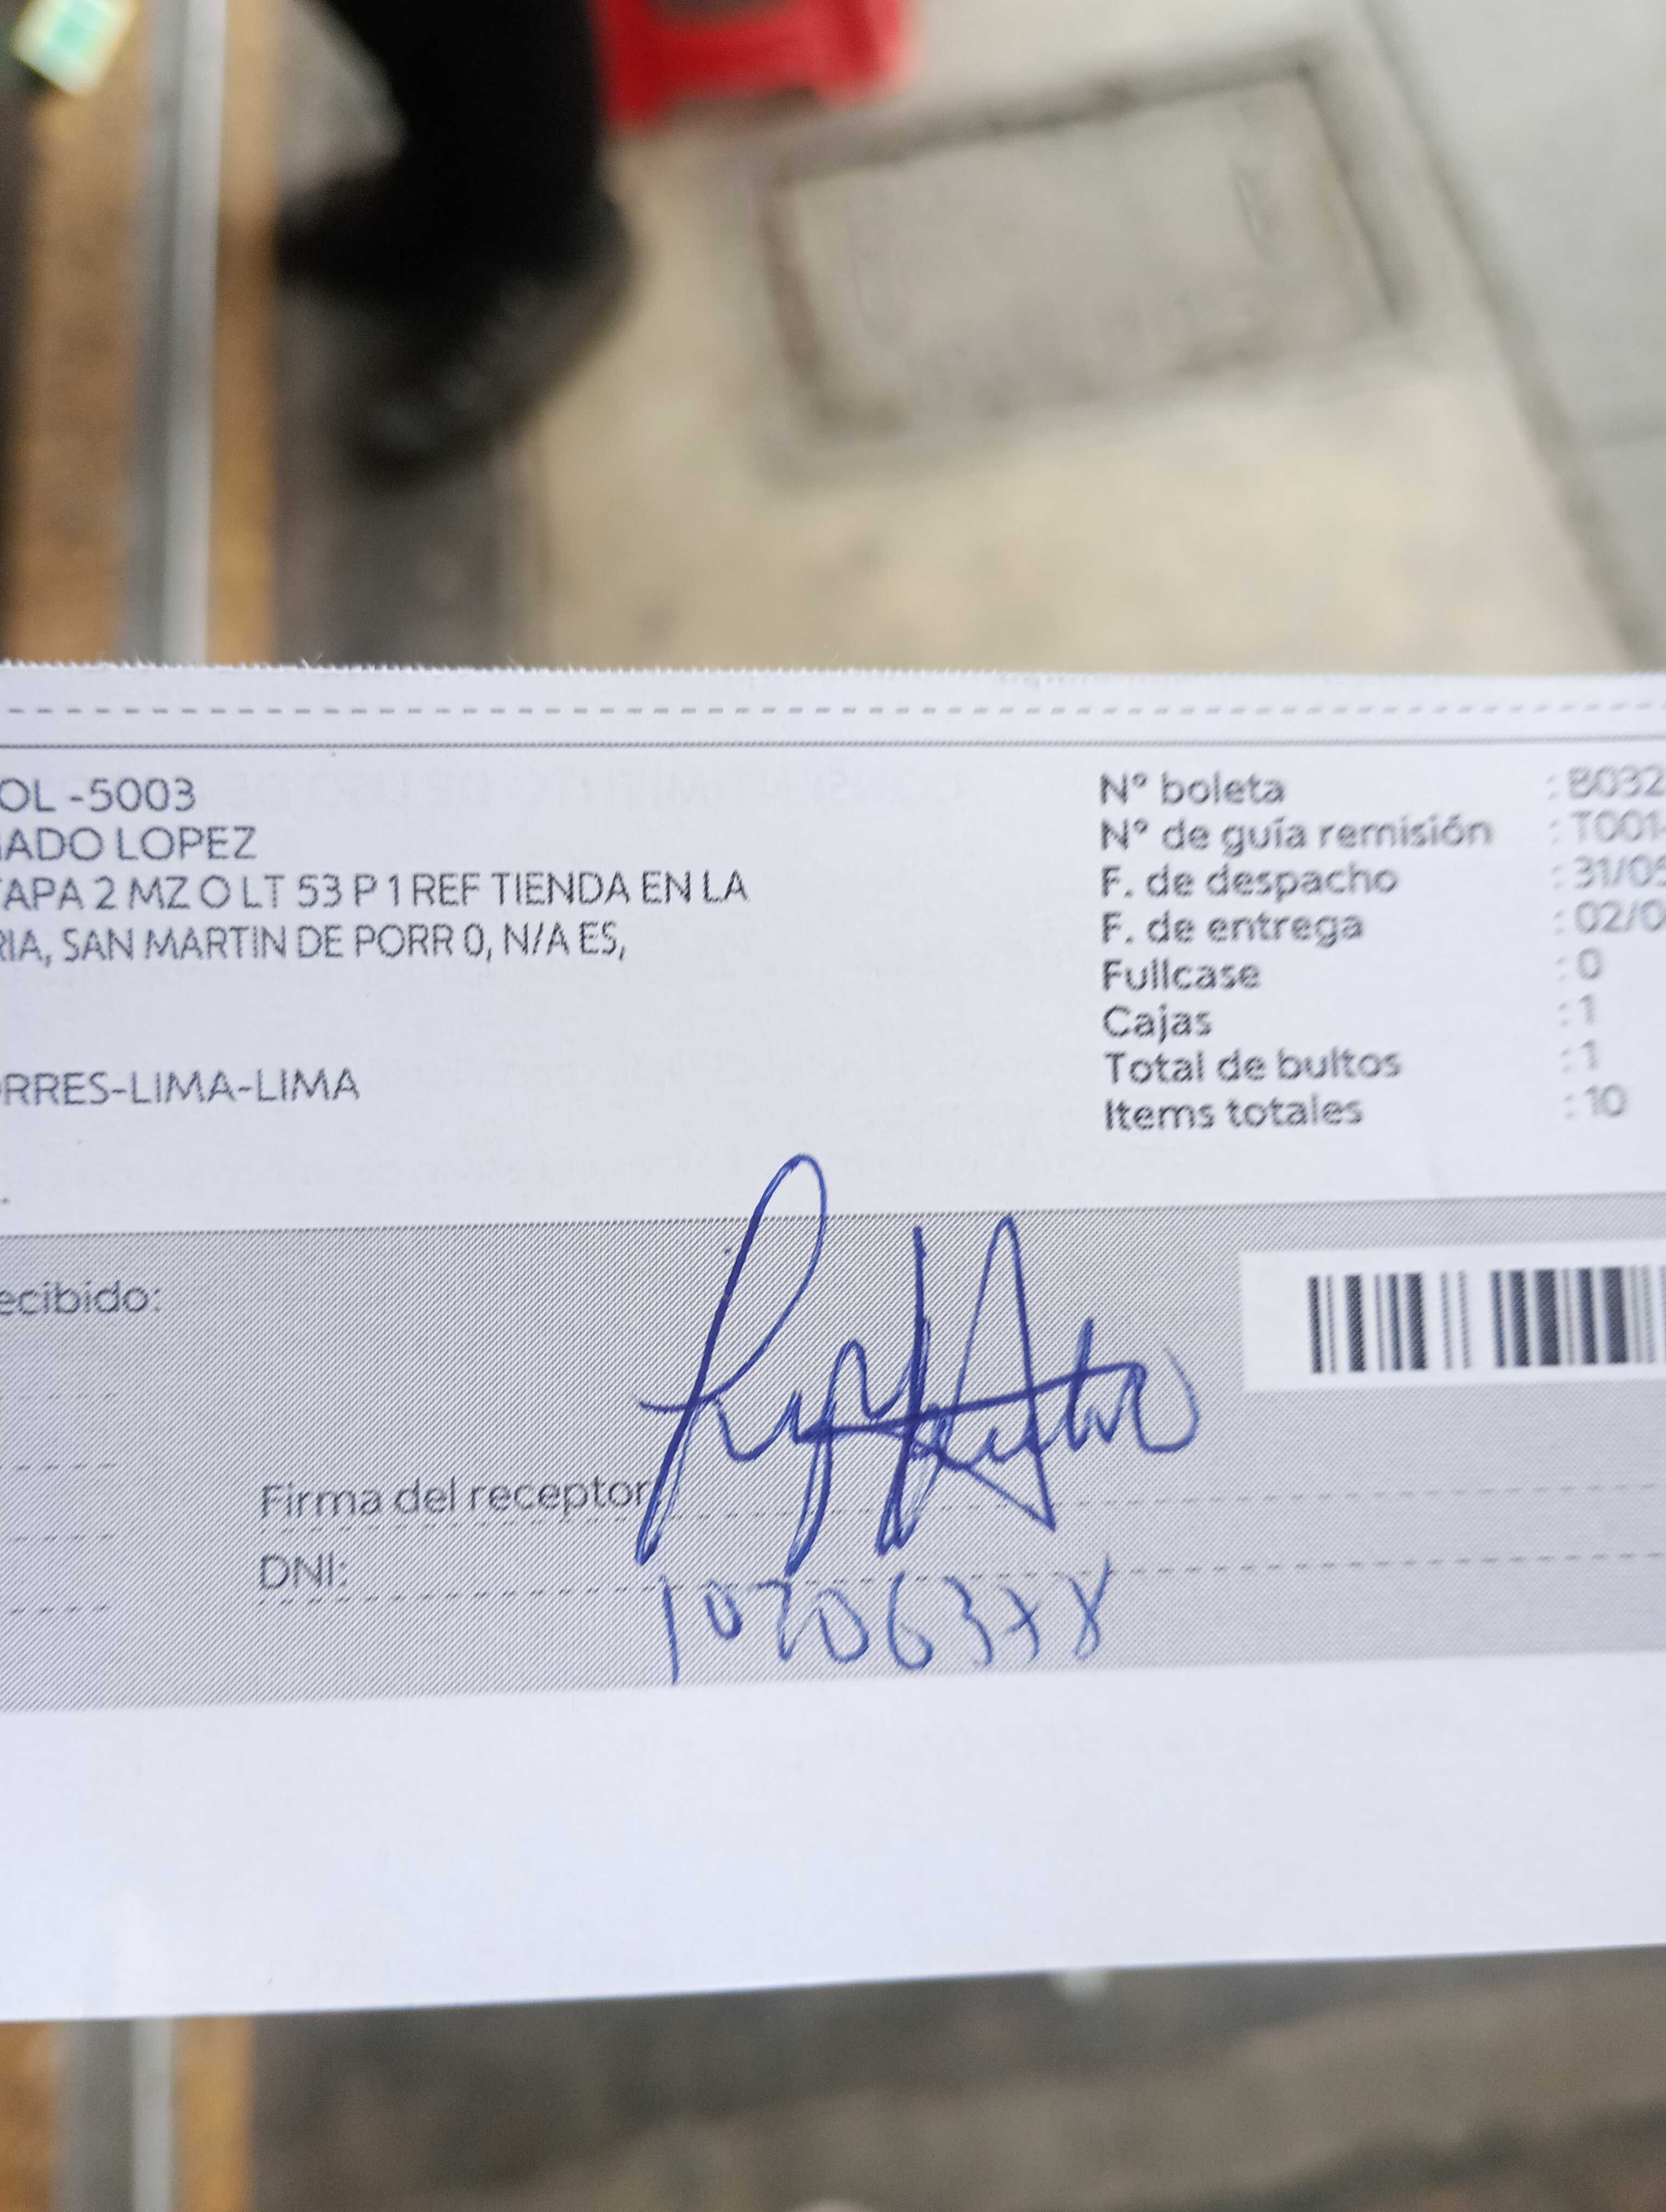 OL -5003
ADO LOPEZ
TAPA 2 MZ O LT 53 P 1 REF TIENDA EN LA
RIA, SAN MARTIN DE PORR 0, N/A ES,
RRES-LIMA-LIMA
N° boleta : B032
N° de guía remisión : T001-
F. de despacho : 31/05
F. de entrega : 02/0
Fullcase : 0
Cajas : 1
Total de bultos : 1
Items totales : 10
ecibido:
Firma del receptor
DNI:
10706378